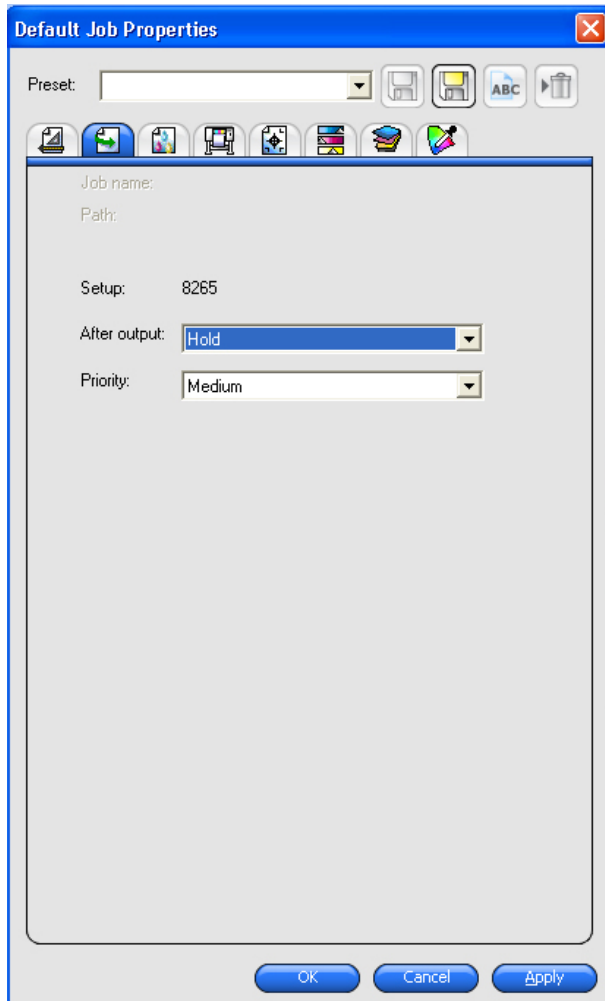 Default Job Properties
Preset:
ABC
Job name:
Path:
Setup: 8265
After output: Hold
Priority: Medium
OK Cancel Apply